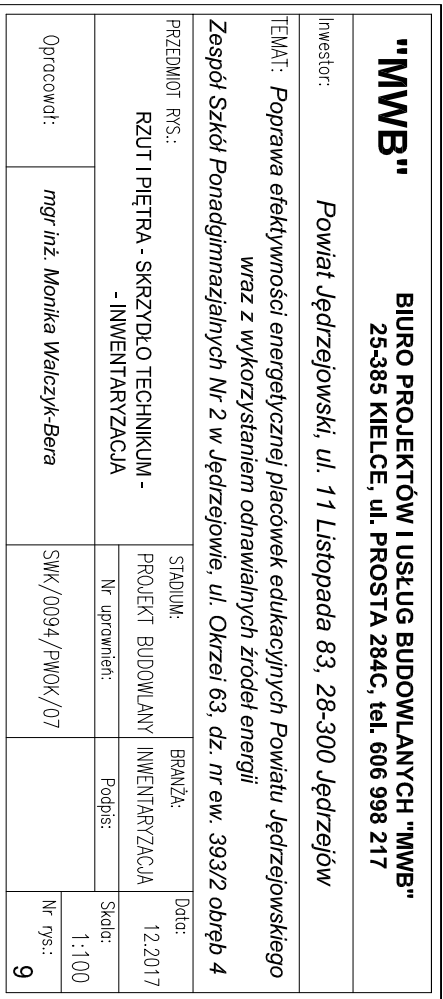 "MWB"
BIURO PROJEKTÓW I USŁUG BUDOWLANYCH "MWB"
25-385 KIELCE, ul. PROSTA 284C, tel. 606 998 217
Inwestor: Powiat Jędrzejowski, ul. 11 Listopada 83, 28-300 Jędrzejów
TEMAT: Poprawa efektywności energetycznej placówek edukacyjnych Powiatu Jędrzejowskiego
wraz z wykorzystaniem odnawialnych źródeł energii
Zespół Szkół Ponadgimnazjalnych Nr 2 w Jędrzejowie, ul. Okrzei 63, dz. nr ew. 393/2 obręb 4
PRZEDMIOT RYS.:
RZUT I PIĘTRA - SKRZYDŁO TECHNIKUM -
- INWENTARYZACJA
STADIUM:
PROJEKT BUDOWLANY
BRANŻA:
INWENTARYZACJA
Data:
12.2017
Nr uprawnień:
Podpis:
Skala:
1:100
Opracował: mgr inż. Monika Walczyk-Bera
SWK/0094/PWOK/07
Nr rys.:
9